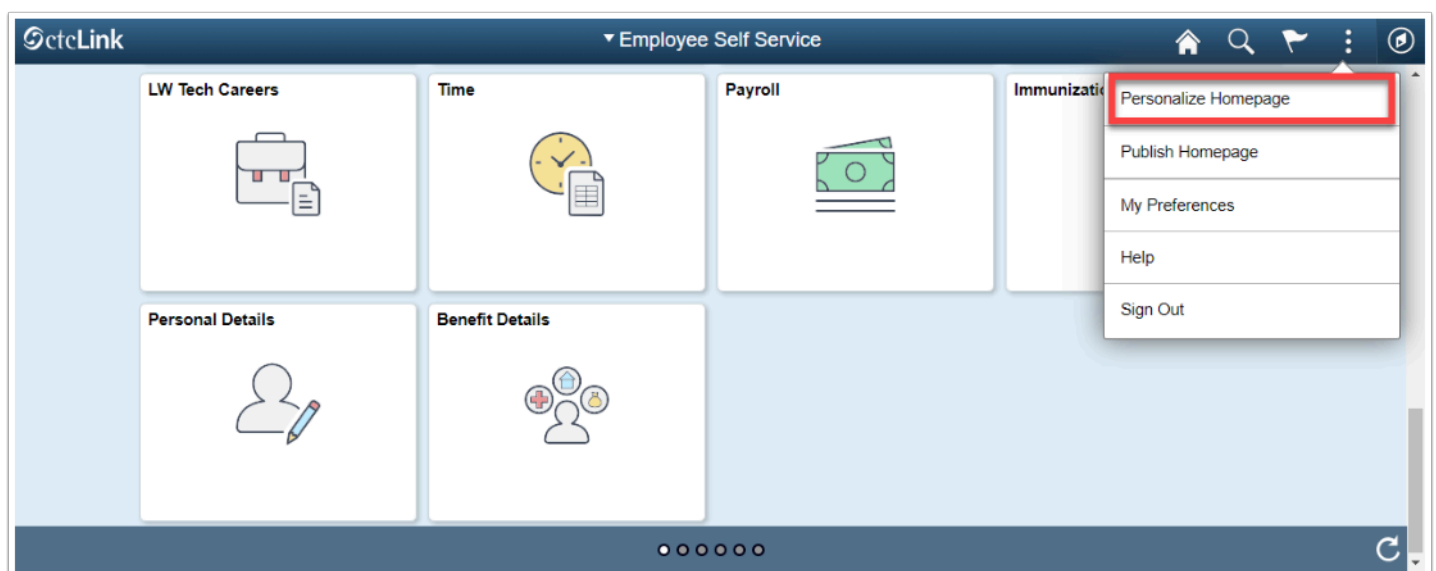 ctcLink
Employee Self Service
LW Tech Careers
Time
Payroll
Personalize Homepage
Publish Homepage
My Preferences
Help
Sign Out
Personal Details
Benefit Details